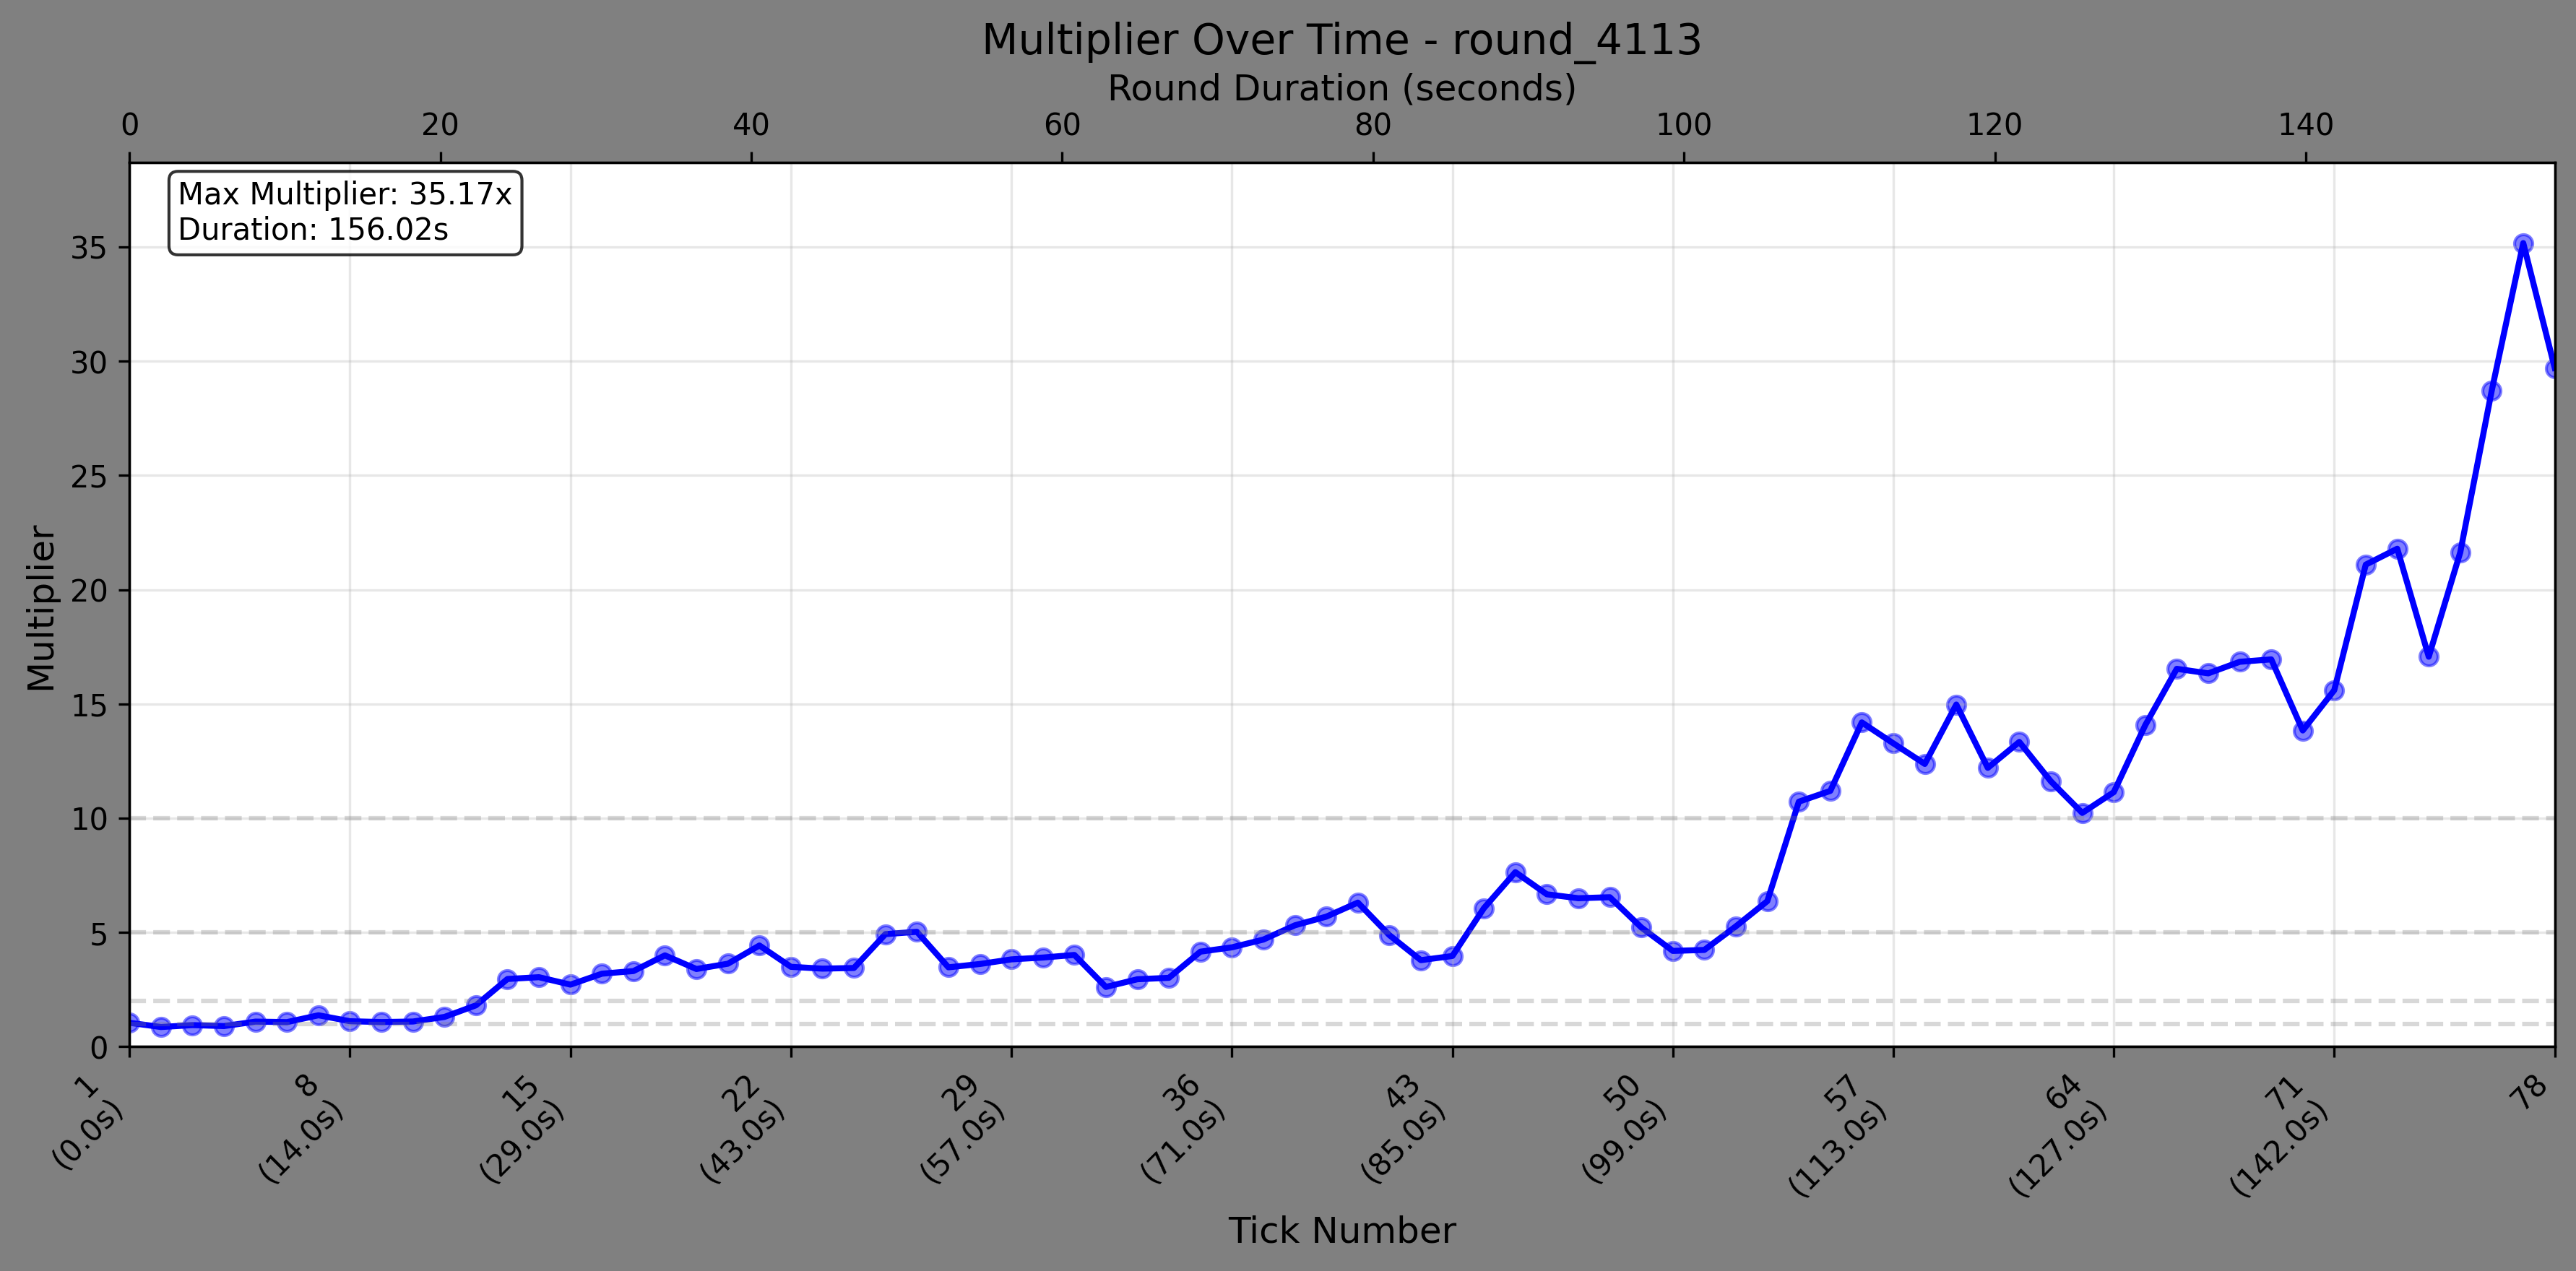 Multiplier Over Time - round_4113
Round Duration (seconds)
0 20 40 60 80 100 120 140
Max Multiplier: 35.17x
Duration: 156.02s
Multiplier
35
30
25
20
15
10
5
0
1
(0.0s)
8
(14.0s)
15
(29.0s)
22
(43.0s)
29
(57.0s)
36
(71.0s)
43
(85.0s)
50
(99.0s)
57
(113.0s)
64
(127.0s)
71
(142.0s)
78
Tick Number